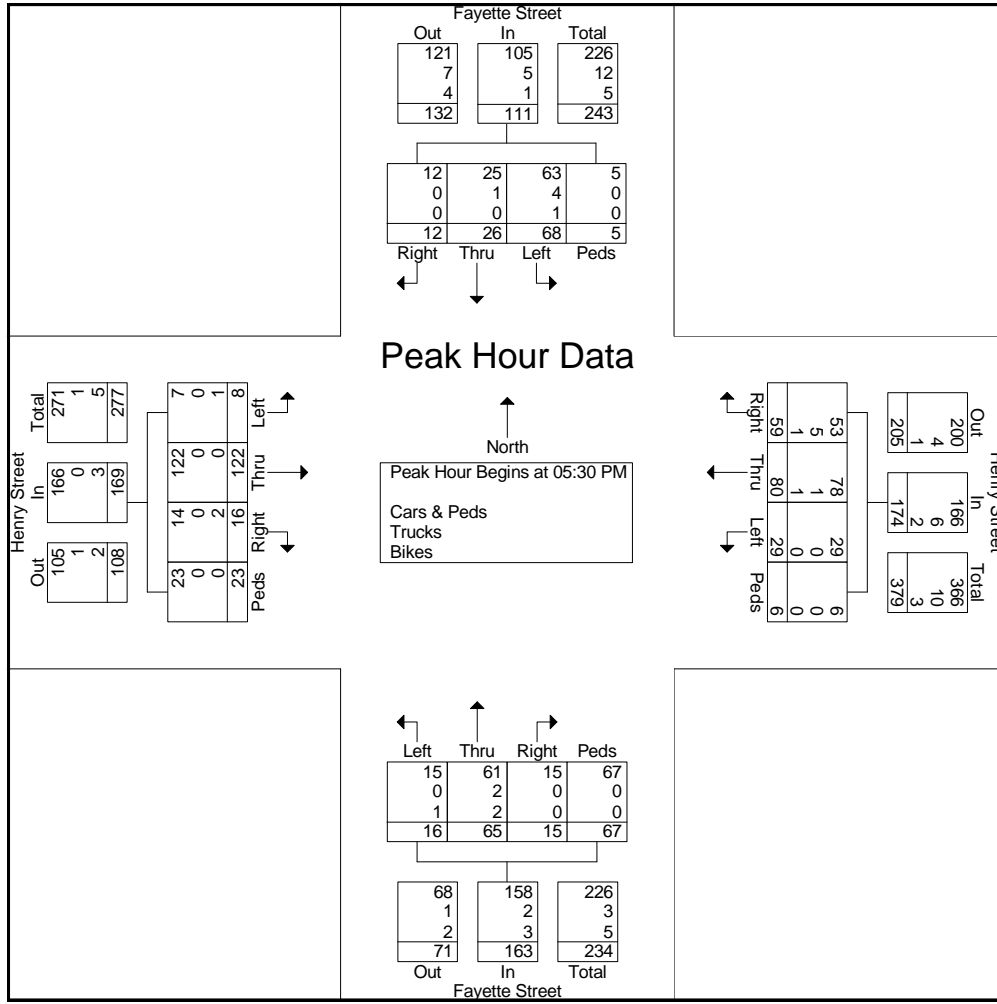 Fayette Street
Out In Total
121 105 226
7 5 12
4 1 5
132 111 243
12 25 63 5
0 1 4 0
0 0 1 0
12 26 68 5
Right Thru Left Peds
Peak Hour Data
North
Peak Hour Begins at 05:30 PM
Cars & Peds
Trucks
Bikes
Henry Street
Out In Total
105 166 271
1 0 1
2 3 5
108 169 277
23 14 122 7
0 0 0 0
0 2 0 1
23 16 122 8
Peds Right Thru Left
Henry Street
Out In Total
200 166 366
4 6 10
1 2 3
205 174 379
53 78 29 6
5 1 0 0
1 1 0 0
59 80 29 6
Right Thru Left Peds
Left Thru Right Peds
15 61 15 67
0 2 0 0
1 2 0 0
16 65 15 67
68 158 226
1 2 3
2 3 5
71 163 234
Out In Total
Fayette Street